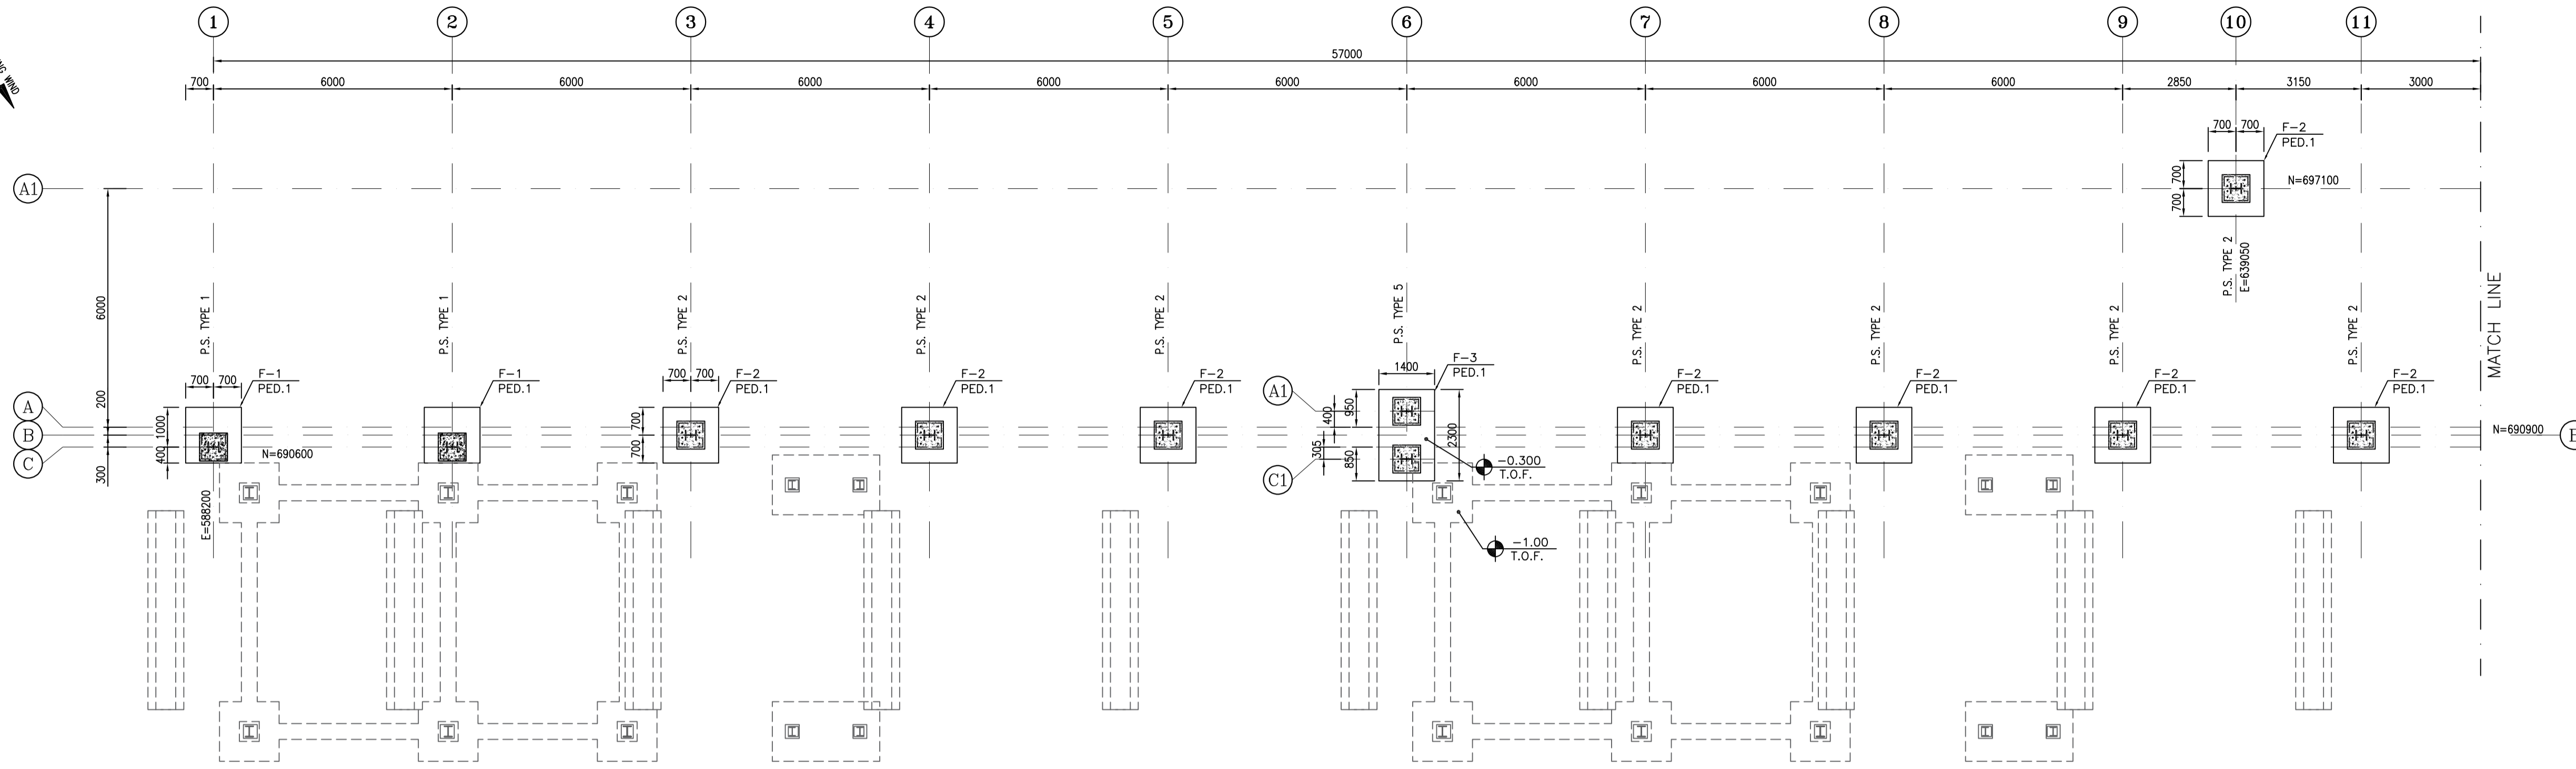 1 2 3 4 5 6 7 8 9 10 11
57000
700 6000 6000 6000 6000 6000 6000 6000 6000 2850 3150 3000
WIND
700 700
F-2
PED.1
A1
700
700
N=697100
P.S. TYPE 2
E=639050
6000
200
300
P.S. TYPE 1
P.S. TYPE 1
P.S. TYPE 2
P.S. TYPE 2
P.S. TYPE 2
P.S. TYPE 5
P.S. TYPE 2
P.S. TYPE 2
P.S. TYPE 2
P.S. TYPE 2
MATCH LINE
700 700
F-1
PED.1
F-1
PED.1
700 700
F-2
PED.1
F-2
PED.1
F-2
PED.1
1400
F-3
PED.1
F-2
PED.1
F-2
PED.1
F-2
PED.1
F-2
PED.1
A
B
C
1000
400
N=690600
E=588200
700
700
A1
C1
400
305
950
850
2300
-0.300
T.O.F.
-1.00
T.O.F.
N=690900